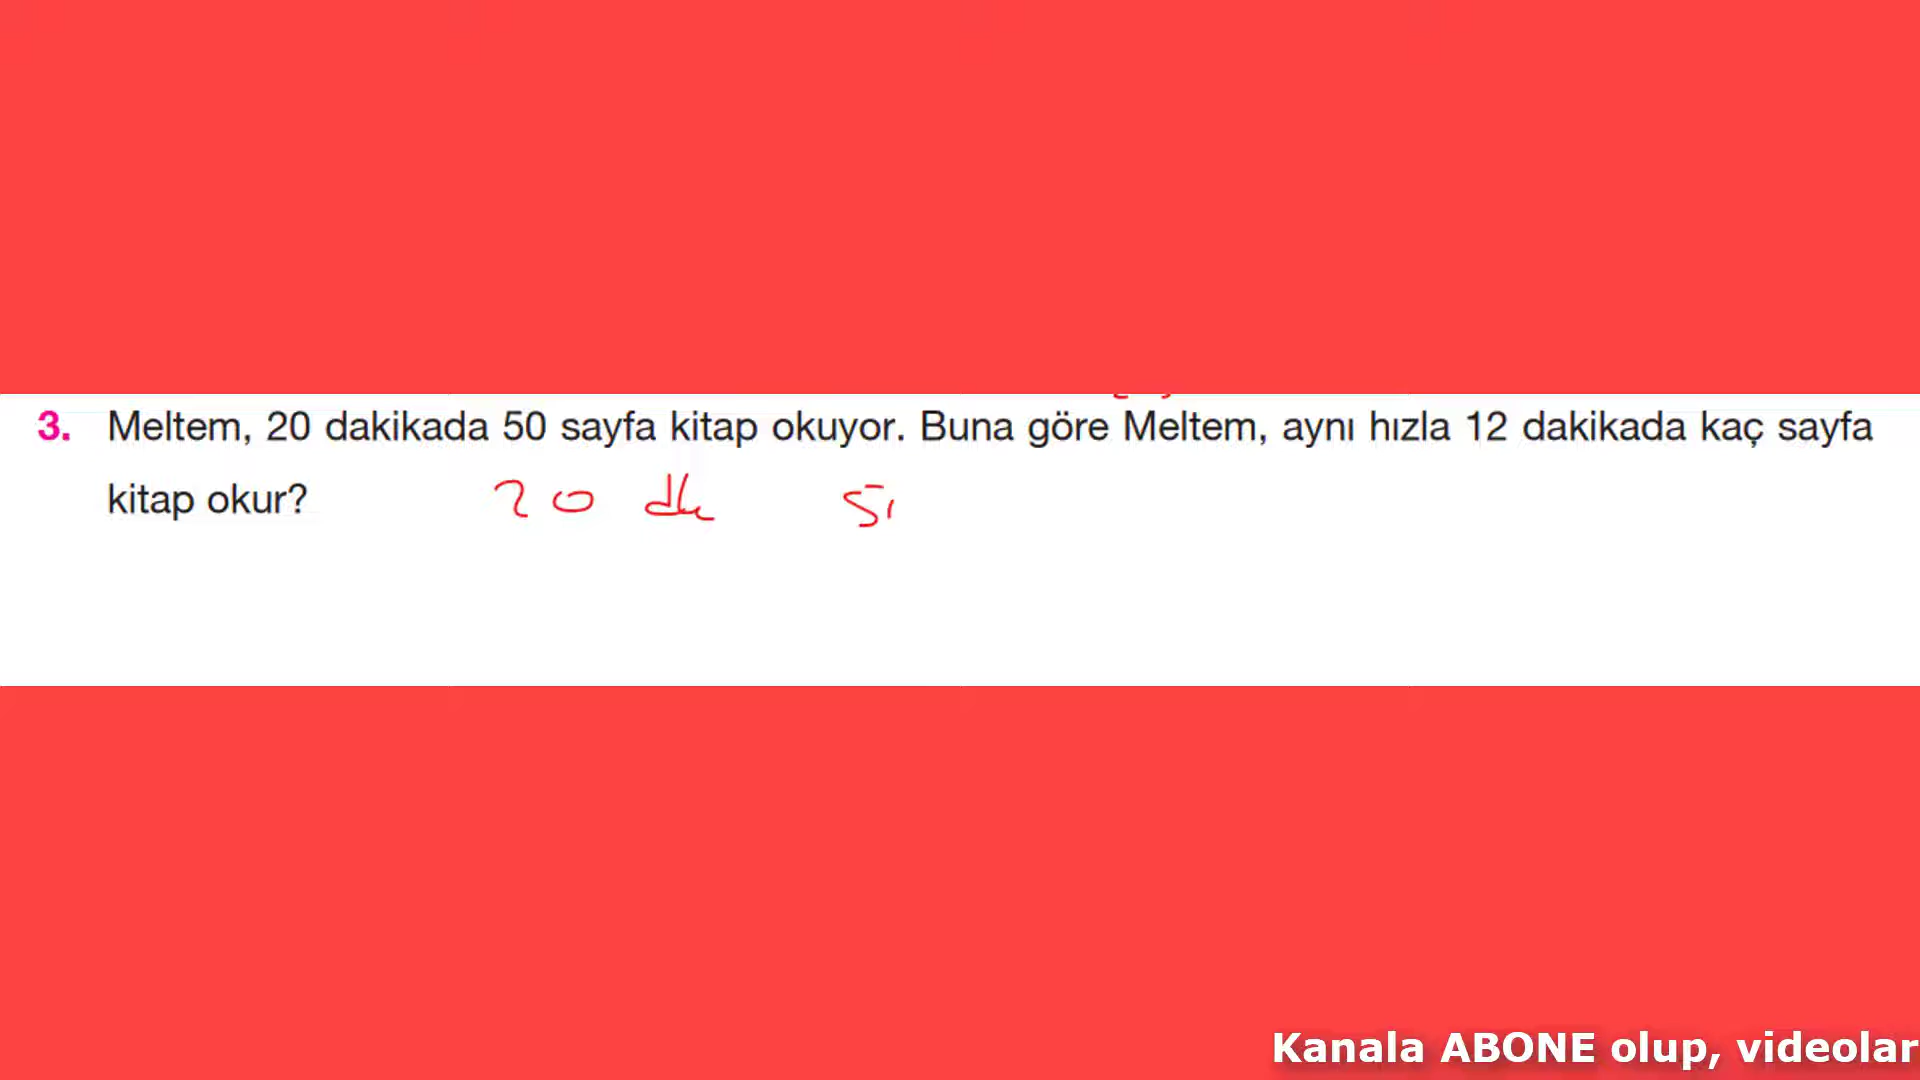 3. Meltem, 20 dakikada 50 sayfa kitap okuyor. Buna göre Meltem, aynı hızla 12 dakikada kaç sayfa
kitap okur?
20 dk 5
Kanala ABONE olup, videolar